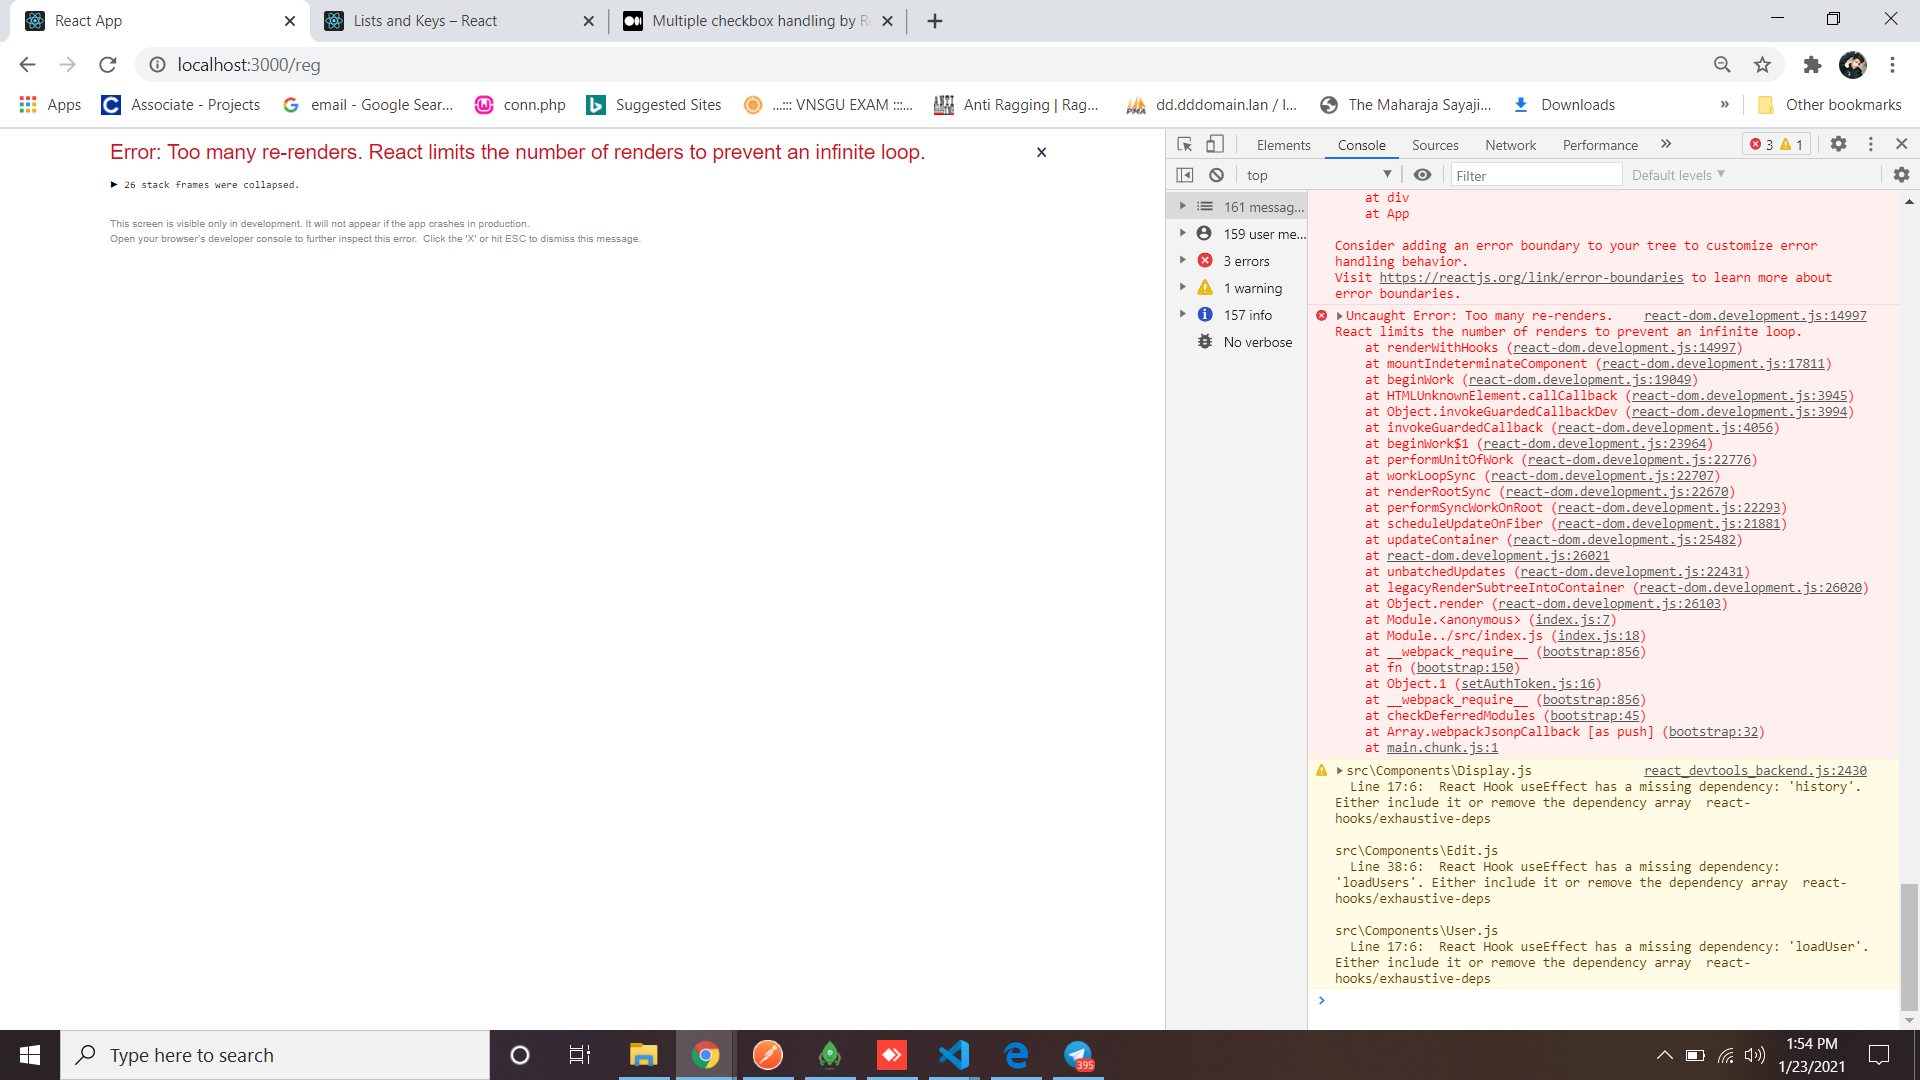 React App
Lists and Keys – React
Multiple checkbox handling by R
localhost:3000/reg
Apps
Associate - Projects
email - Google Sear...
conn.php
Suggested Sites
...::: VNSGU EXAM :::...
Anti Ragging | Rag...
dd.dddomain.lan / l...
The Maharaja Sayaji...
Downloads
»
Other bookmarks
Error: Too many re-renders. React limits the number of renders to prevent an infinite loop.
▶ 26 stack frames were collapsed.
This screen is visible only in development. It will not appear if the app crashes in production.
Open your browser's developer console to further inspect this error. Click the 'X' or hit ESC to dismiss this message.
Elements
Console
Sources
Network
Performance
»
3
1
top
Filter
Default levels
161 messag...
159 user me...
3 errors
1 warning
157 info
No verbose
at div
at App
Consider adding an error boundary to your tree to customize error
handling behavior.
Visit https://reactjs.org/link/error-boundaries to learn more about
error boundaries.
Uncaught Error: Too many re-renders. react-dom.development.js:14997
React limits the number of renders to prevent an infinite loop.
at renderWithHooks (react-dom.development.js:14997)
at mountIndeterminateComponent (react-dom.development.js:17811)
at beginWork (react-dom.development.js:19049)
at HTMLUnknownElement.callCallback (react-dom.development.js:3945)
at Object.invokeGuardedCallbackDev (react-dom.development.js:3994)
at invokeGuardedCallback (react-dom.development.js:4056)
at beginWork$1 (react-dom.development.js:23964)
at performUnitOfWork (react-dom.development.js:22776)
at workLoopSync (react-dom.development.js:22707)
at renderRootSync (react-dom.development.js:22670)
at performSyncWorkOnRoot (react-dom.development.js:22293)
at scheduleUpdateOnFiber (react-dom.development.js:21881)
at updateContainer (react-dom.development.js:25482)
at react-dom.development.js:26021
at unbatchedUpdates (react-dom.development.js:22431)
at legacyRenderSubtreeIntoContainer (react-dom.development.js:26020)
at Object.render (react-dom.development.js:26103)
at Module.<anonymous> (index.js:7)
at Module../src/index.js (index.js:18)
at __webpack_require__ (bootstrap:856)
at fn (bootstrap:150)
at Object.1 (setAuthToken.js:16)
at __webpack_require__ (bootstrap:856)
at checkDeferredModules (bootstrap:45)
at Array.webpackJsonpCallback [as push] (bootstrap:32)
at main.chunk.js:1
src\Components\Display.js react_devtools_backend.js:2430
Line 17:6: React Hook useEffect has a missing dependency: 'history'.
Either include it or remove the dependency array react-
hooks/exhaustive-deps
src\Components\Edit.js
Line 38:6: React Hook useEffect has a missing dependency:
'loadUsers'. Either include it or remove the dependency array react-
hooks/exhaustive-deps
src\Components\User.js
Line 17:6: React Hook useEffect has a missing dependency: 'loadUser'.
Either include it or remove the dependency array react-
hooks/exhaustive-deps
Type here to search
395
1:54 PM
1/23/2021